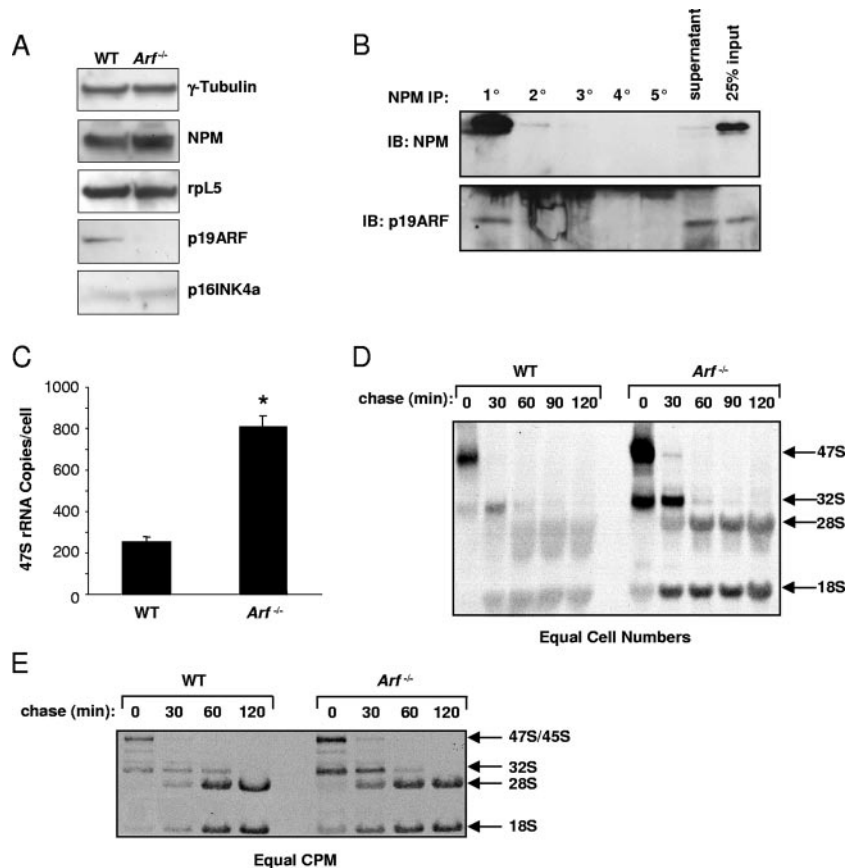 A
WT Arf -/-
γ-Tubulin
NPM
rpL5
p19ARF
p16INK4a
B
NPM IP: 1° 2° 3° 4° 5° supernatant 25% input
IB: NPM
IB: p19ARF
C
47S rRNA Copies/cell
1000
800
600
400
200
0
*
WT Arf -/-
D
WT Arf -/-
chase (min): 0 30 60 90 120 0 30 60 90 120
47S
32S
28S
18S
Equal Cell Numbers
E
WT Arf -/-
chase (min): 0 30 60 120 0 30 60 120
47S/45S
32S
28S
18S
Equal CPM